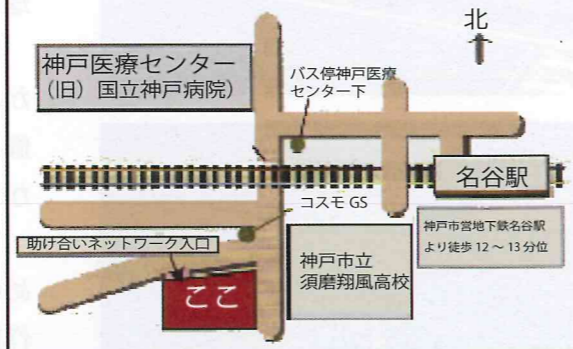 北
神戸医療センター
（旧）国立神戸病院）
バス停神戸医療
センター下
名谷駅
コスモ GS
神戸市営地下鉄名谷駅
より徒歩 12 〜 13 分位
助け合いネットワーク入口
神戸市立
須磨翔風高校
ここ